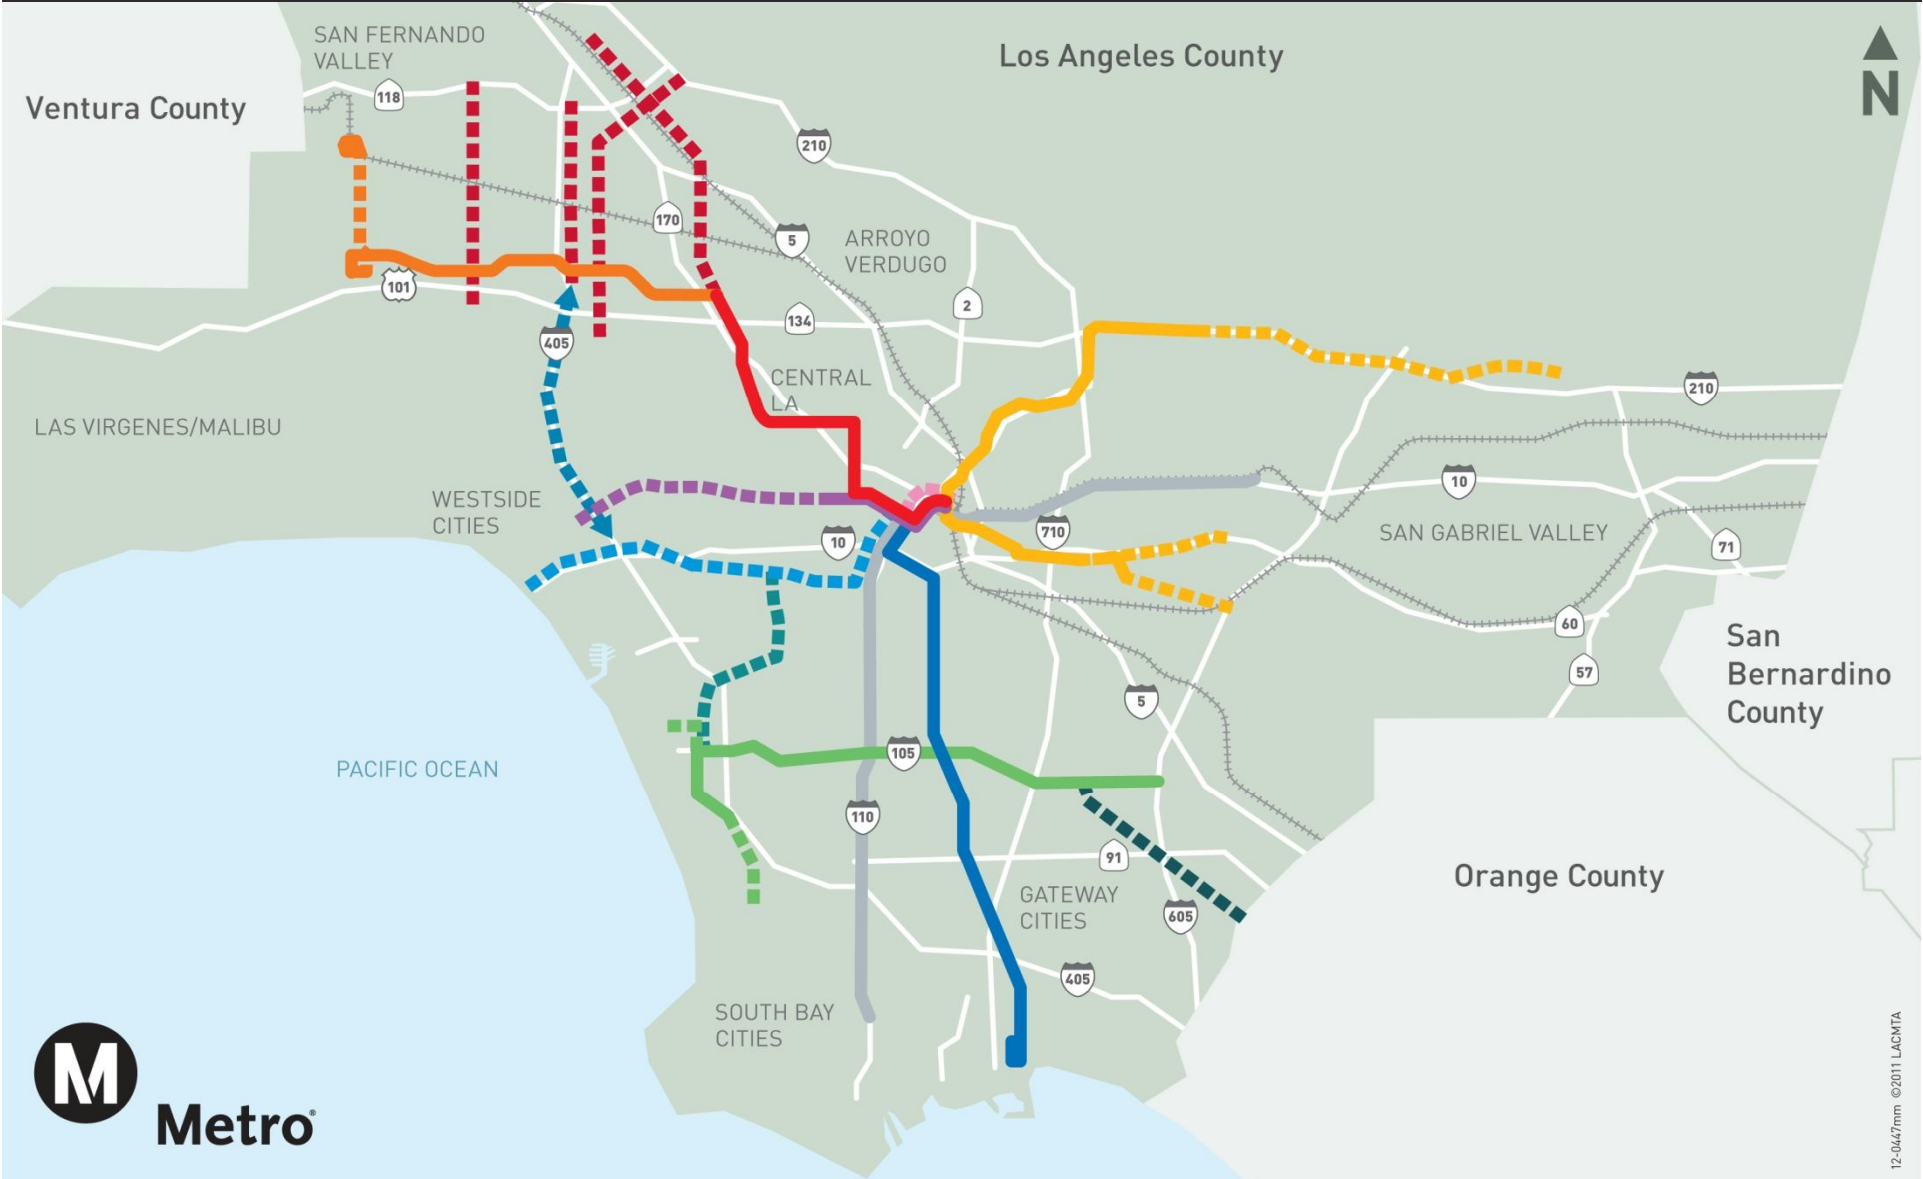 SAN FERNANDO
VALLEY
Los Angeles County
N
Ventura County
118
210
170
5
ARROYO
VERDUGO
101
2
134
405
CENTRAL
LA
210
LAS VIRGENES/MALIBU
WESTSIDE
CITIES
10
10
710
SAN GABRIEL VALLEY
71
60
San
Bernardino
County
57
5
PACIFIC OCEAN
105
110
91
Orange County
GATEWAY
CITIES
605
405
SOUTH BAY
CITIES
M
Metro®
12-0447mm ©2011 LACMTA